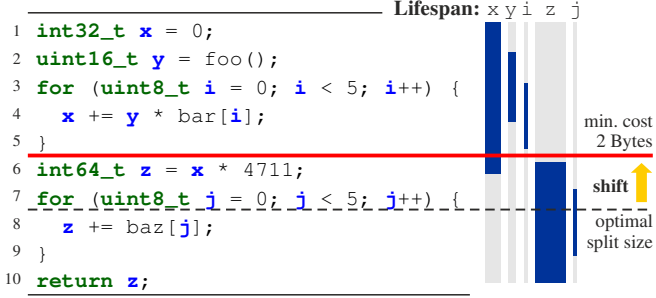 Lifespan: x y i z j
1 int32_t x = 0;
2 uint16_t y = foo();
3 for (uint8_t i = 0; i < 5; i++) {
4 x += y * bar[i];
min. cost
5 }
2 Bytes
6 int64_t z = x * 4711;
shift
7 for (uint8_t j = 0; j < 5; j++) {
optimal
8 z += baz[j];
split size
9 }
10 return z;